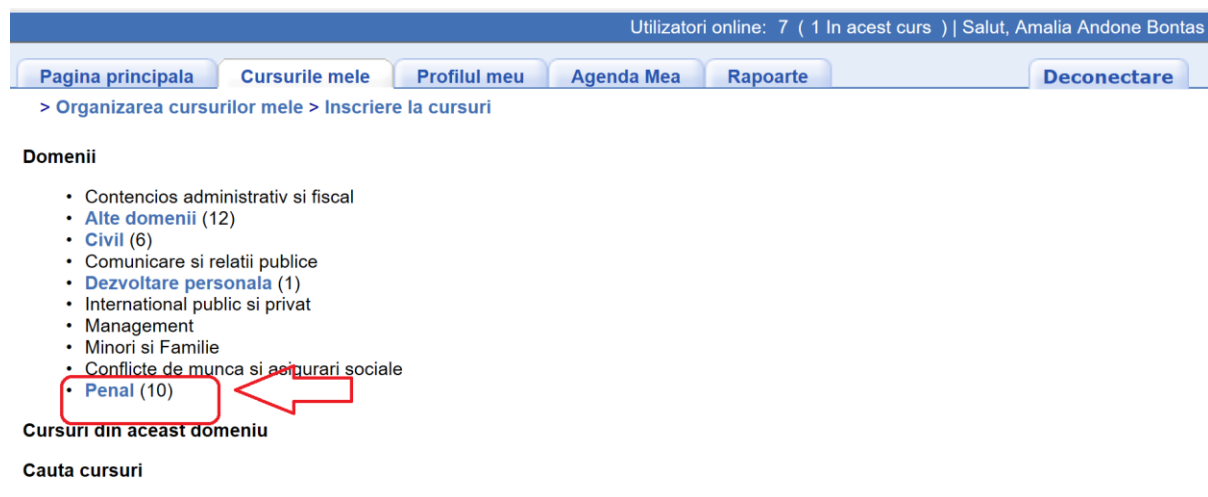 Utilizatori online: 7 ( 1 In acest curs ) | Salut, Amalia Andone Bontas
Pagina principala Cursurile mele Profilul meu Agenda Mea Rapoarte Deconectare
> Organizarea cursurilor mele > Inscriere la cursuri
Domenii
• Contencios administrativ si fiscal
• Alte domenii (12)
• Civil (6)
• Comunicare si relatii publice
• Dezvoltare personala (1)
• International public si privat
• Management
• Minori si Familie
• Conflicte de munca si asigurari sociale
• Penal (10)
Cursuri din aceast domeniu
Cauta cursuri